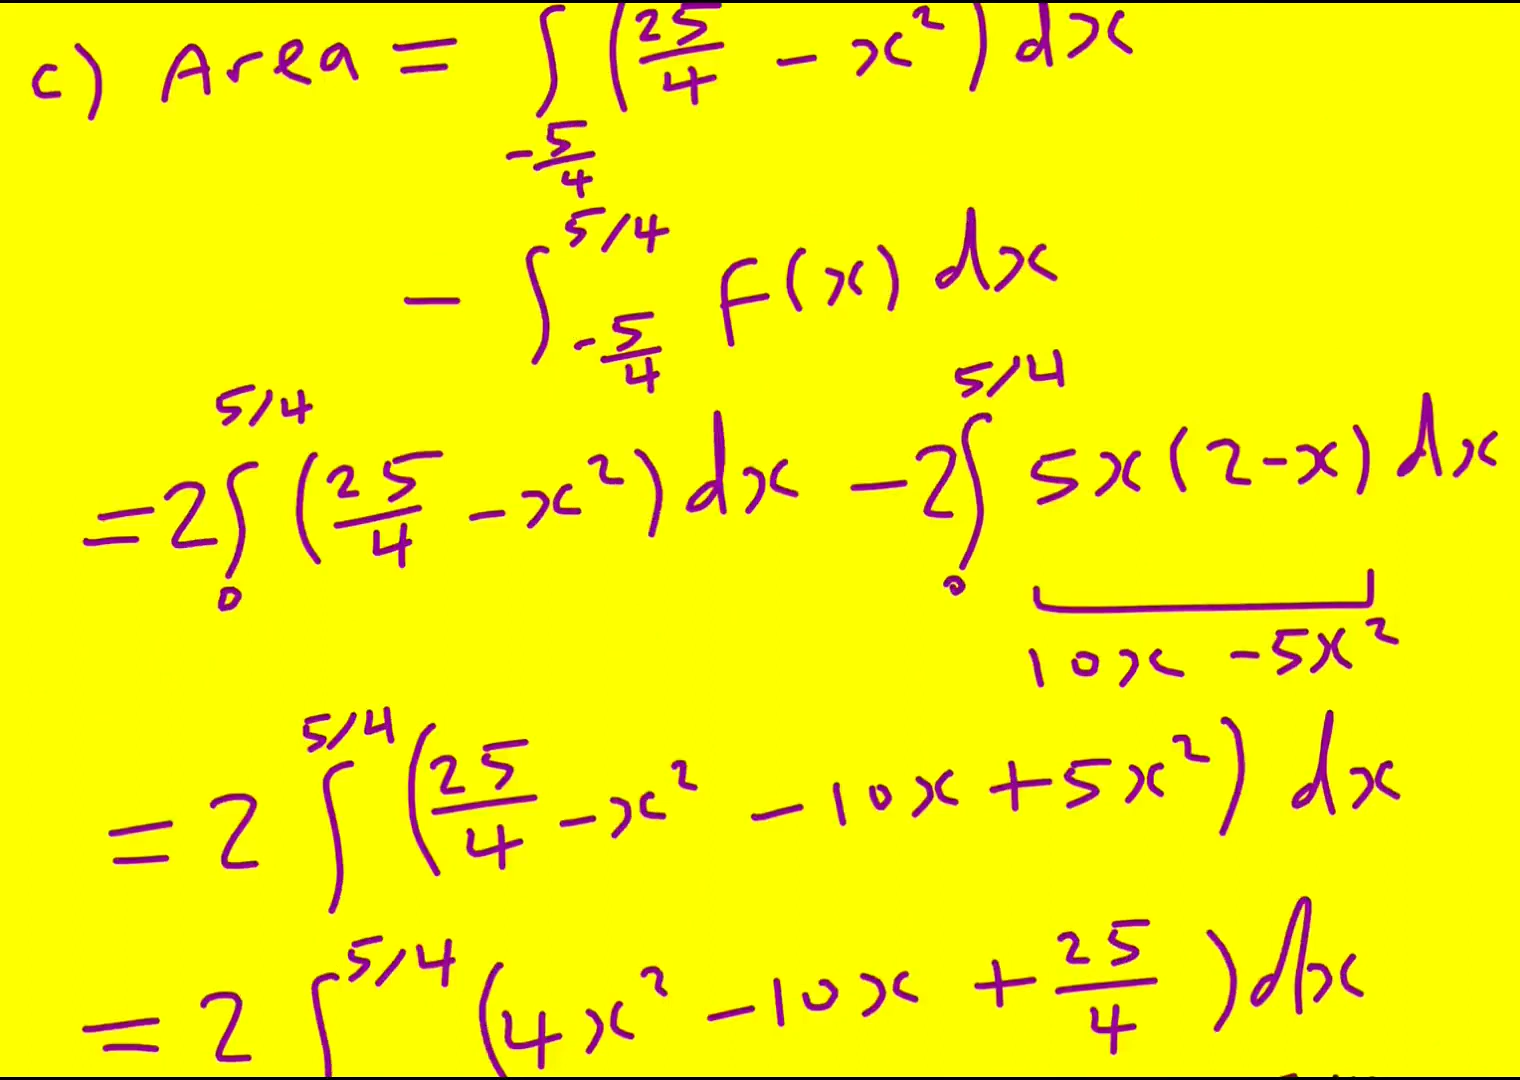 c) Area = ∫_{-5/4} (25/4 - x²) dx
- ∫_{-5/4}^{5/4} F(x) dx
= 2∫_0^{5/4} (25/4 - x²) dx - 2∫_0^{5/4} 5x(2-x) dx
10x - 5x²
= 2 ∫^{5/4} (25/4 - x² - 10x + 5x²) dx
= 2 ∫^{5/4} (4x² - 10x + 25/4) dx